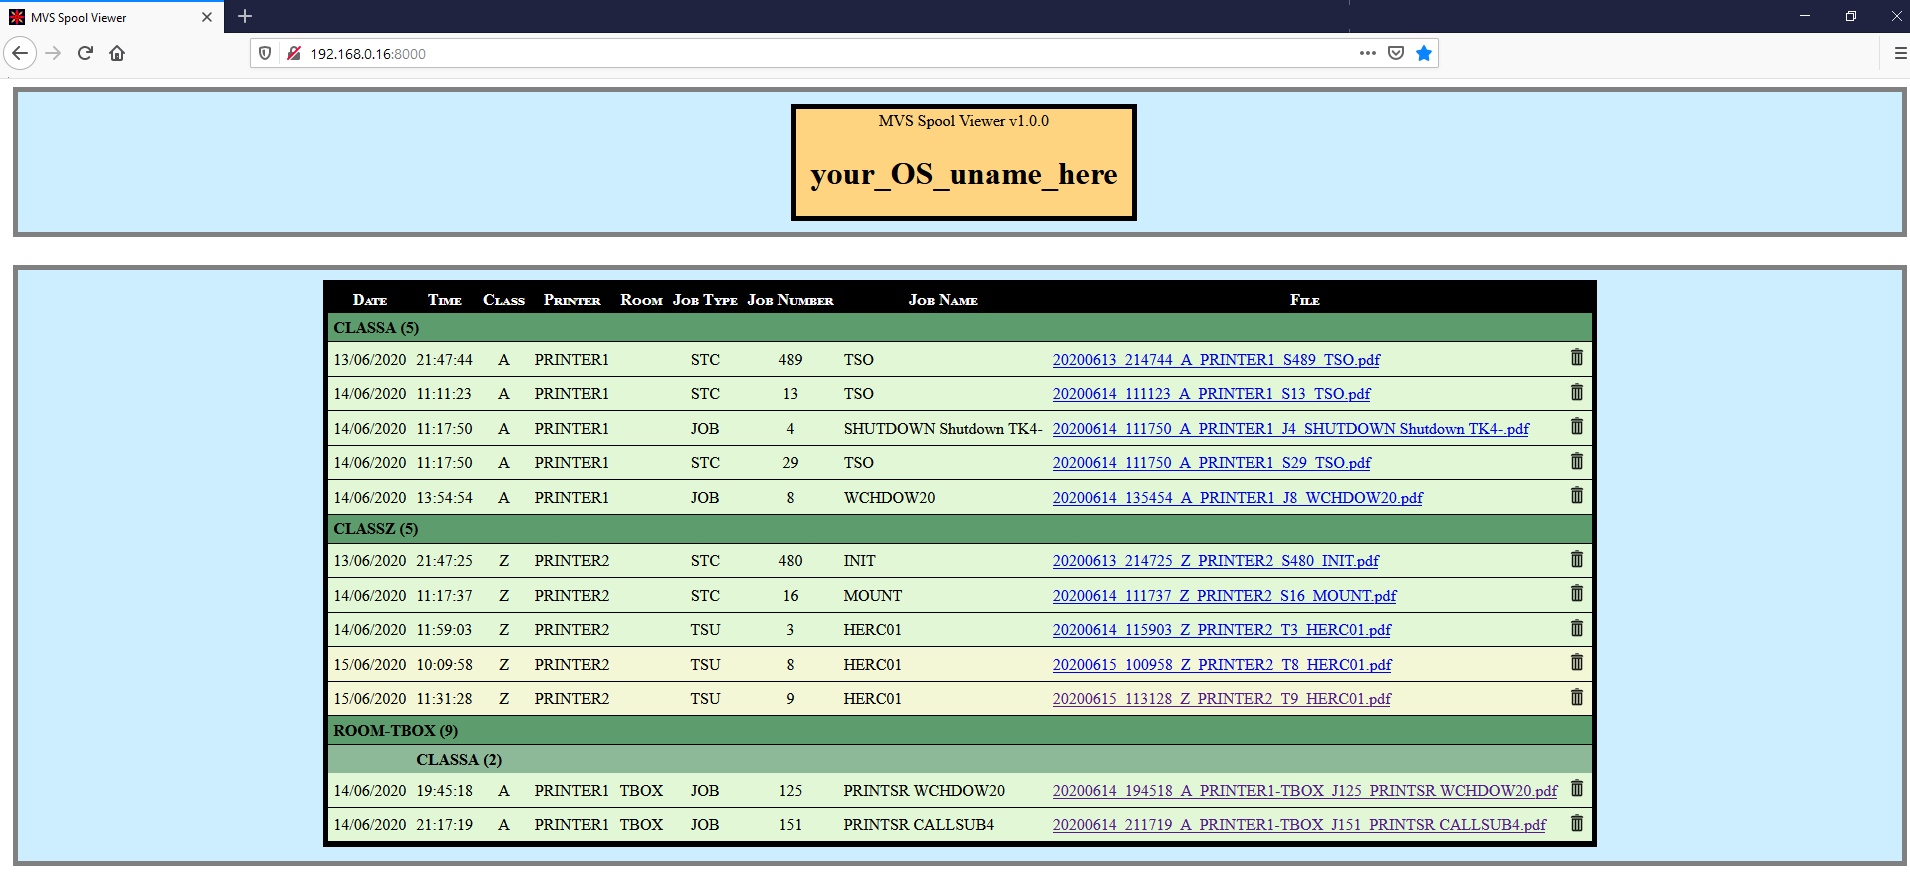 MVS Spool Viewer
192.168.0.16:8000
MVS Spool Viewer v1.0.0
your_OS_uname_here
Date Time Class Printer Room Job Type Job Number Job Name File
CLASSA (5)
13/06/2020 21:47:44 A PRINTER1 STC 489 TSO 20200613_214744_A_PRINTER1_S489_TSO.pdf
14/06/2020 11:11:23 A PRINTER1 STC 13 TSO 20200614_111123_A_PRINTER1_S13_TSO.pdf
14/06/2020 11:17:50 A PRINTER1 JOB 4 SHUTDOWN Shutdown TK4- 20200614_111750_A_PRINTER1_J4_SHUTDOWN Shutdown TK4-.pdf
14/06/2020 11:17:50 A PRINTER1 STC 29 TSO 20200614_111750_A_PRINTER1_S29_TSO.pdf
14/06/2020 13:54:54 A PRINTER1 JOB 8 WCHDOW20 20200614_135454_A_PRINTER1_J8_WCHDOW20.pdf
CLASSZ (5)
13/06/2020 21:47:25 Z PRINTER2 STC 480 INIT 20200613_214725_Z_PRINTER2_S480_INIT.pdf
14/06/2020 11:17:37 Z PRINTER2 STC 16 MOUNT 20200614_111737_Z_PRINTER2_S16_MOUNT.pdf
14/06/2020 11:59:03 Z PRINTER2 TSU 3 HERC01 20200614_115903_Z_PRINTER2_T3_HERC01.pdf
15/06/2020 10:09:58 Z PRINTER2 TSU 8 HERC01 20200615_100958_Z_PRINTER2_T8_HERC01.pdf
15/06/2020 11:31:28 Z PRINTER2 TSU 9 HERC01 20200615_113128_Z_PRINTER2_T9_HERC01.pdf
ROOM-TBOX (9)
CLASSA (2)
14/06/2020 19:45:18 A PRINTER1 TBOX JOB 125 PRINTSR WCHDOW20 20200614_194518_A_PRINTER1-TBOX_J125_PRINTSR WCHDOW20.pdf
14/06/2020 21:17:19 A PRINTER1 TBOX JOB 151 PRINTSR CALLSUB4 20200614_211719_A_PRINTER1-TBOX_J151_PRINTSR CALLSUB4.pdf